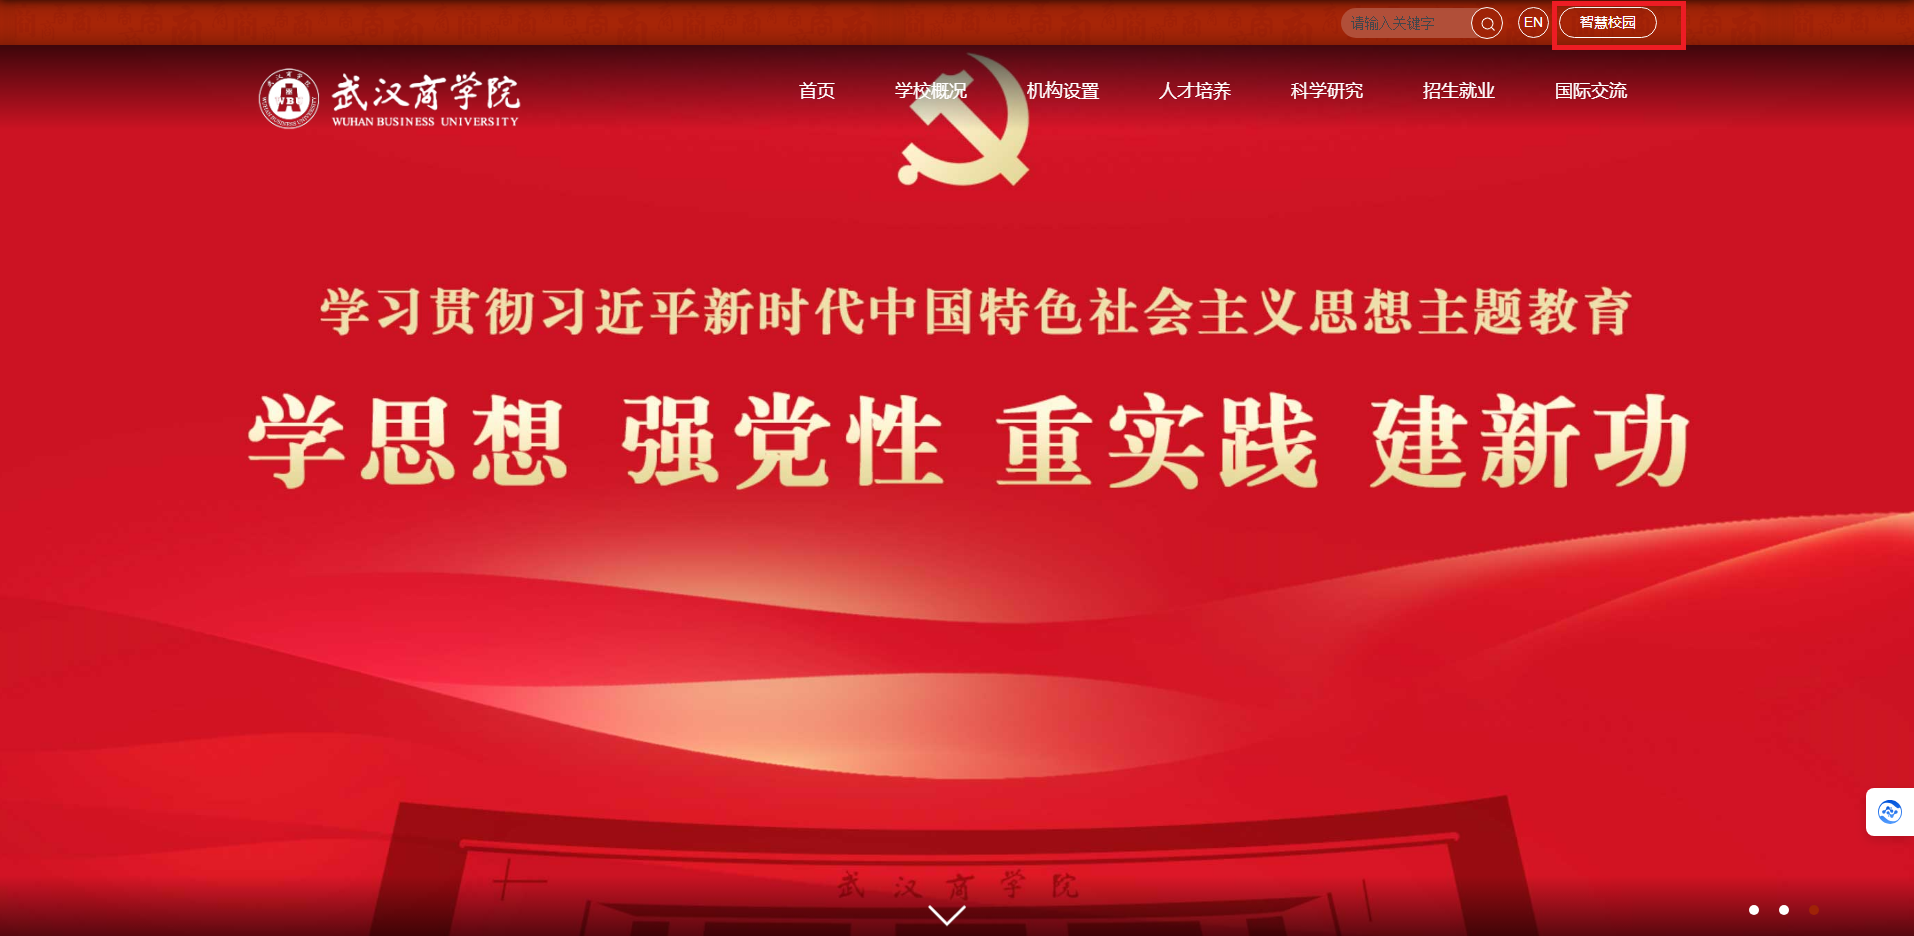 请输入关键字 EN 智慧校园
武汉商学院
WUHAN BUSINESS UNIVERSITY
WBU
首页 学校概况 机构设置 人才培养 科学研究 招生就业 国际交流
学习贯彻习近平新时代中国特色社会主义思想主题教育
学思想 强党性 重实践 建新功
武汉商学院